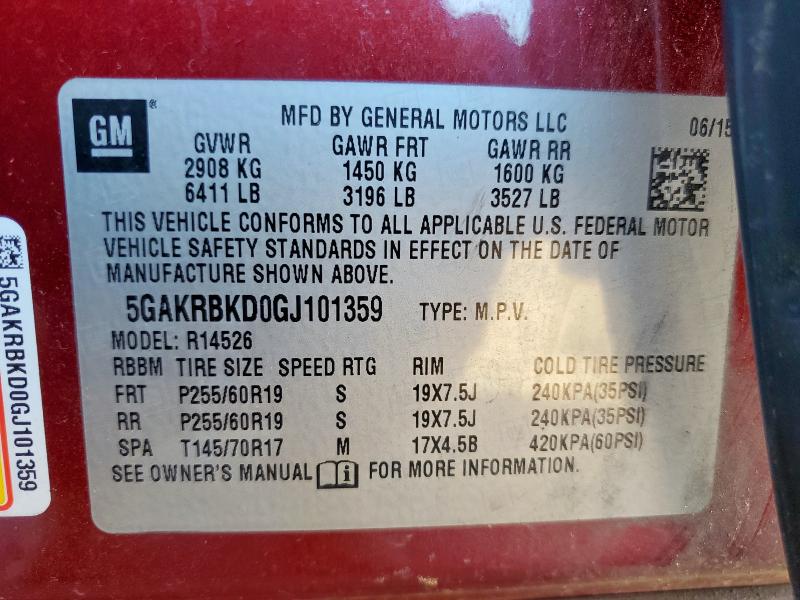 GM
®
MFD BY GENERAL MOTORS LLC
06/15
GVWR GAWR FRT GAWR RR
2908 KG 1450 KG 1600 KG
6411 LB 3196 LB 3527 LB
THIS VEHICLE CONFORMS TO ALL APPLICABLE U.S. FEDERAL MOTOR
VEHICLE SAFETY STANDARDS IN EFFECT ON THE DATE OF
MANUFACTURE SHOWN ABOVE.
5GAKRBKD0GJ101359 TYPE: M.P.V.
MODEL: R14526
RBBM TIRE SIZE SPEED RTG RIM COLD TIRE PRESSURE
FRT P255/60R19 S 19X7.5J 240KPA(35PSI)
RR P255/60R19 S 19X7.5J 240KPA(35PSI)
SPA T145/70R17 M 17X4.5B 420KPA(60PSI)
SEE OWNER'S MANUAL i FOR MORE INFORMATION.
5GAKRBKD0GJ101359